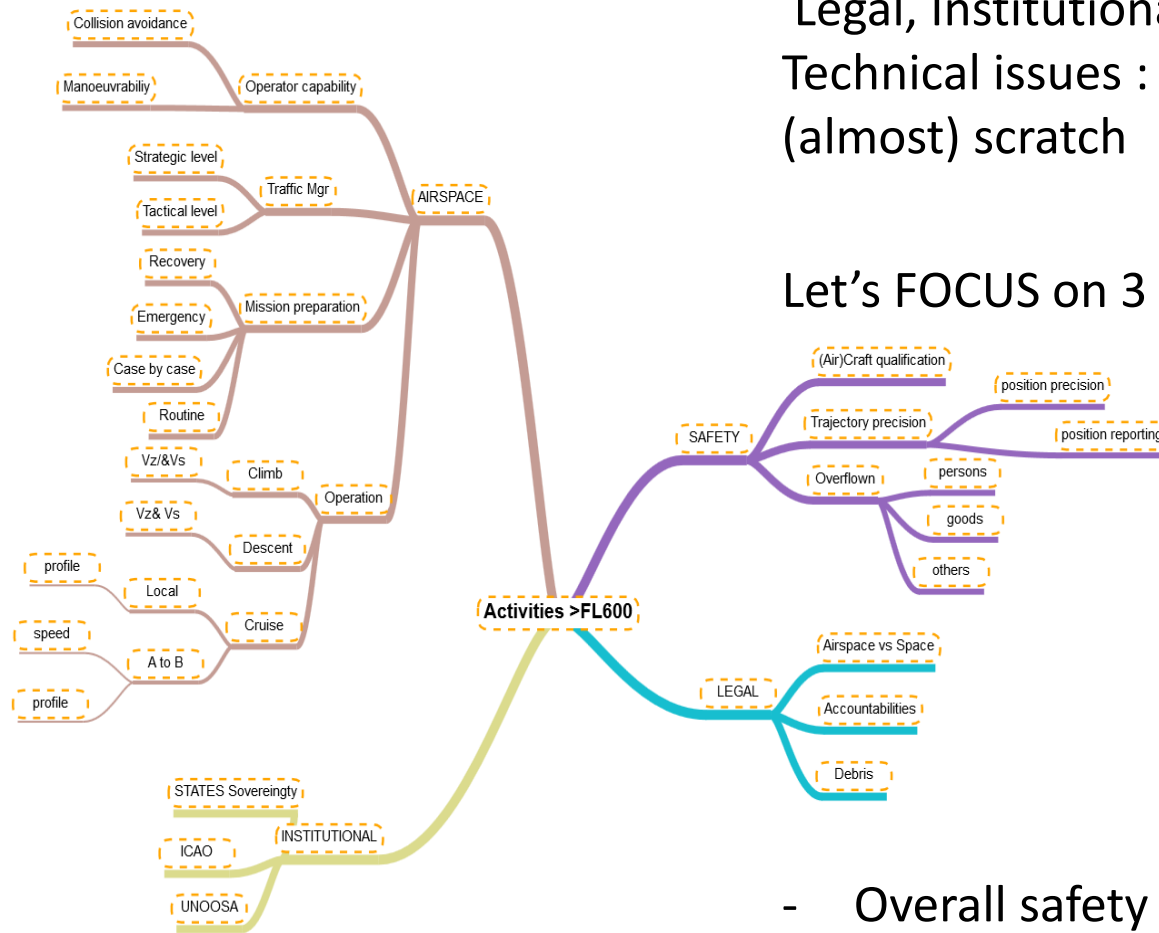 Legal, Institutiona
Technical issues :
(almost) scratch
Let’s FOCUS on 3
Collision avoidance
Manoeuvrabiliy
Operator capability
Strategic level
Traffic Mgr
Tactical level
AIRSPACE
Recovery
Emergency
Mission preparation
Case by case
Routine
Vz/&Vs
Climb
Operation
Vz& Vs
Descent
profile
Local
Cruise
speed
A to B
profile
Activities >FL600
(Air)Craft qualification
SAFETY
Trajectory precision
position precision
position reporting
Overflown
persons
goods
others
Airspace vs Space
LEGAL
Accountabilities
Debris
STATES Sovereingty
INSTITUTIONAL
ICAO
UNOOSA
- Overall safety